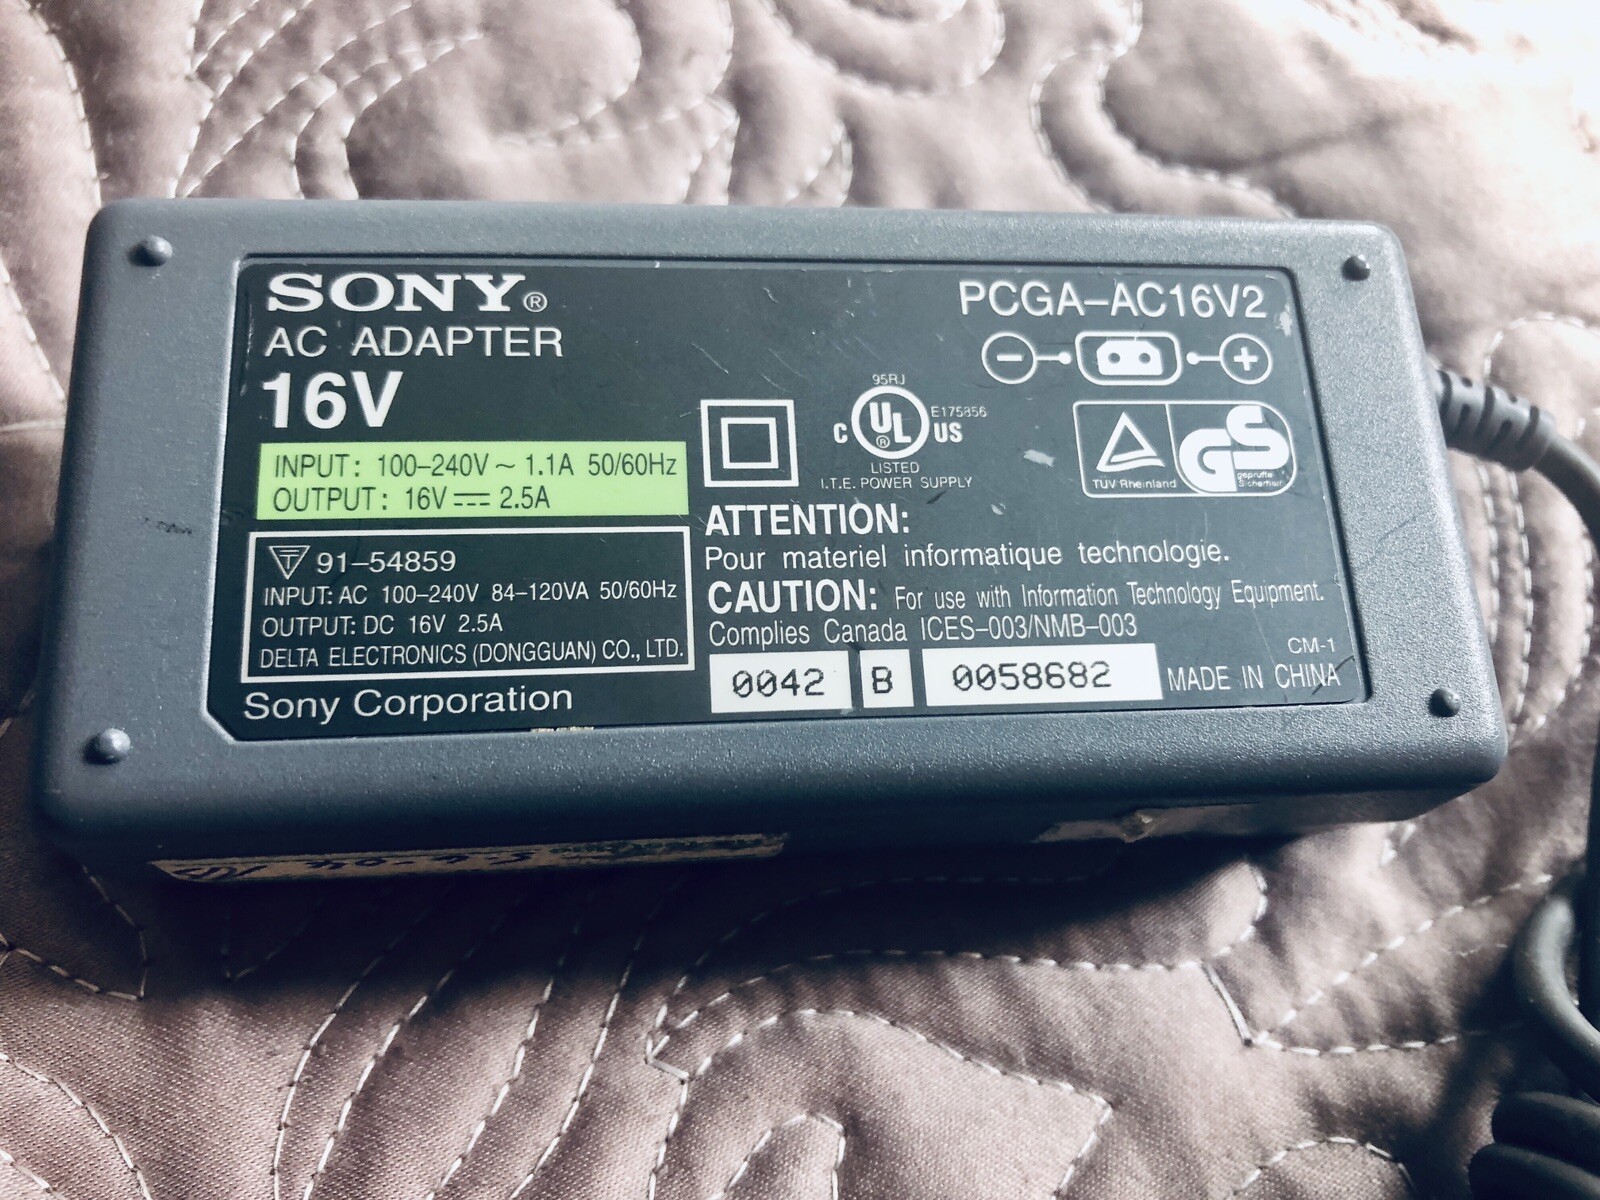 SONY®
AC ADAPTER
16V
INPUT: 100–240V ~ 1.1A 50/60Hz
OUTPUT: 16V ⎓ 2.5A
T 91–54859
INPUT: AC 100–240V 84–120VA 50/60Hz
OUTPUT: DC 16V 2.5A
DELTA ELECTRONICS (DONGGUAN) CO., LTD.
Sony Corporation
PCGA–AC16V2
− +
95RJ
C UL® US E175856
LISTED
I.T.E. POWER SUPPLY
TÜV Rheinland
GS
geprüfte
Sicherheit
ATTENTION:
Pour materiel informatique technologie.
CAUTION: For use with Information Technology Equipment.
Complies Canada ICES–003/NMB–003
CM-1
0042 B 0058682 MADE IN CHINA